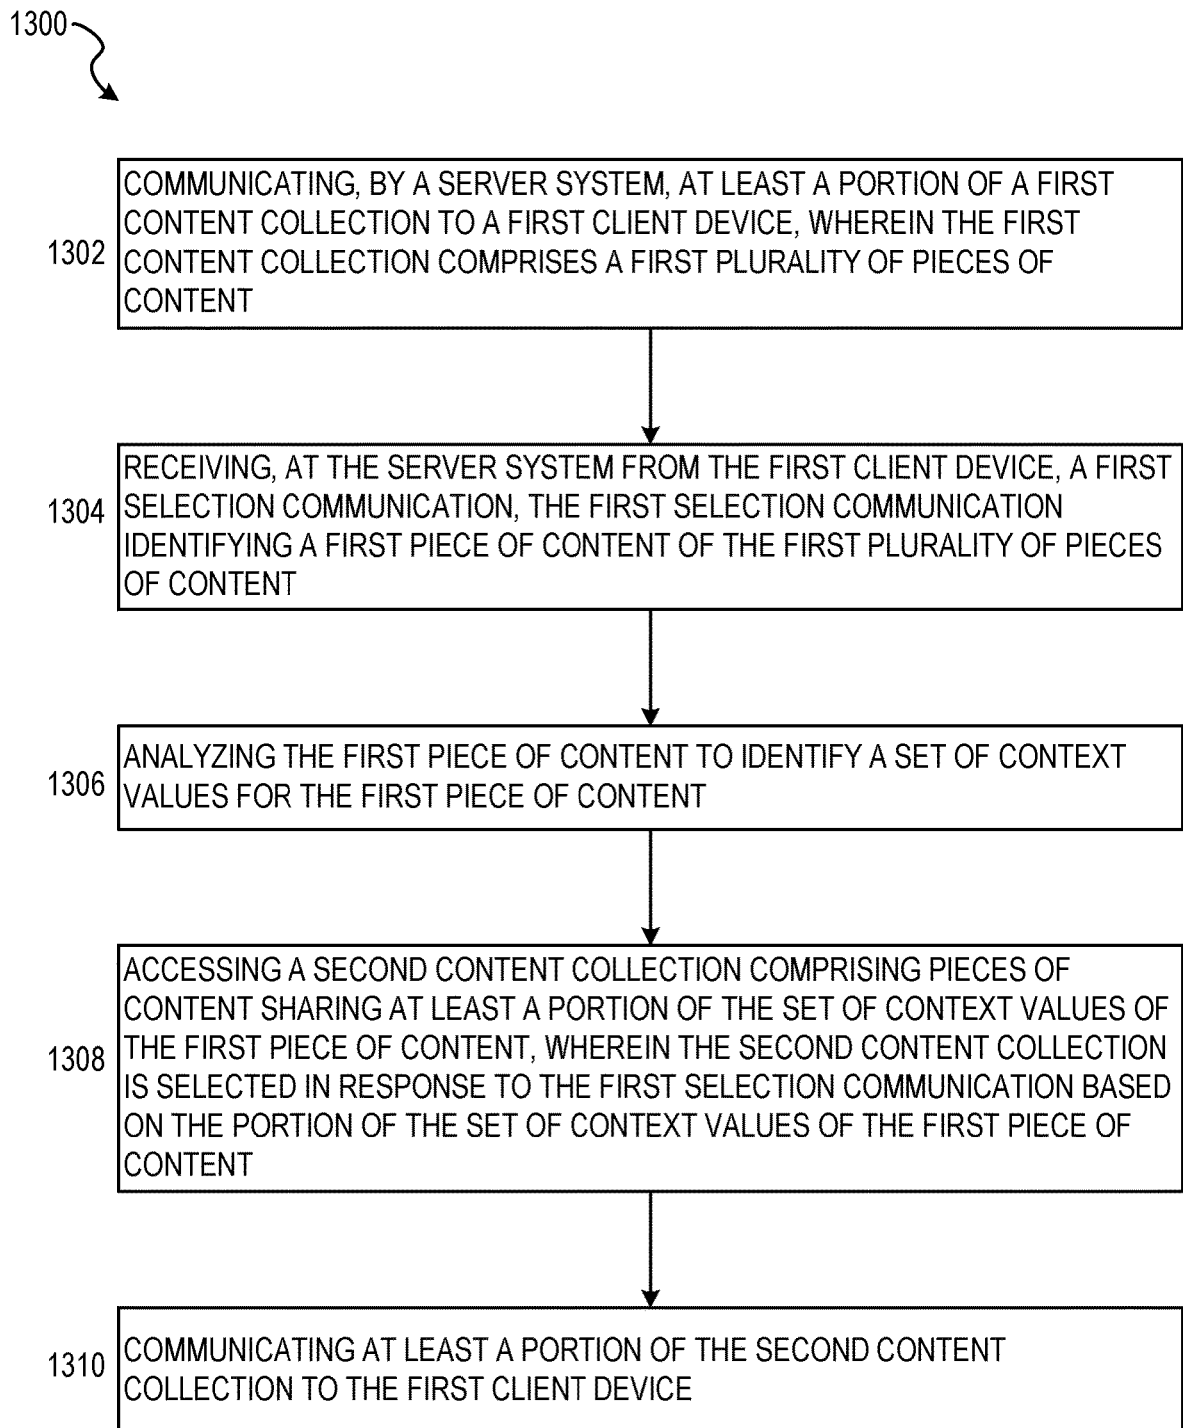 1300
1302
COMMUNICATING, BY A SERVER SYSTEM, AT LEAST A PORTION OF A FIRST
CONTENT COLLECTION TO A FIRST CLIENT DEVICE, WHEREIN THE FIRST
CONTENT COLLECTION COMPRISES A FIRST PLURALITY OF PIECES OF
CONTENT
1304
RECEIVING, AT THE SERVER SYSTEM FROM THE FIRST CLIENT DEVICE, A FIRST
SELECTION COMMUNICATION, THE FIRST SELECTION COMMUNICATION
IDENTIFYING A FIRST PIECE OF CONTENT OF THE FIRST PLURALITY OF PIECES
OF CONTENT
1306
ANALYZING THE FIRST PIECE OF CONTENT TO IDENTIFY A SET OF CONTEXT
VALUES FOR THE FIRST PIECE OF CONTENT
1308
ACCESSING A SECOND CONTENT COLLECTION COMPRISING PIECES OF
CONTENT SHARING AT LEAST A PORTION OF THE SET OF CONTEXT VALUES OF
THE FIRST PIECE OF CONTENT, WHEREIN THE SECOND CONTENT COLLECTION
IS SELECTED IN RESPONSE TO THE FIRST SELECTION COMMUNICATION BASED
ON THE PORTION OF THE SET OF CONTEXT VALUES OF THE FIRST PIECE OF
CONTENT
1310
COMMUNICATING AT LEAST A PORTION OF THE SECOND CONTENT
COLLECTION TO THE FIRST CLIENT DEVICE